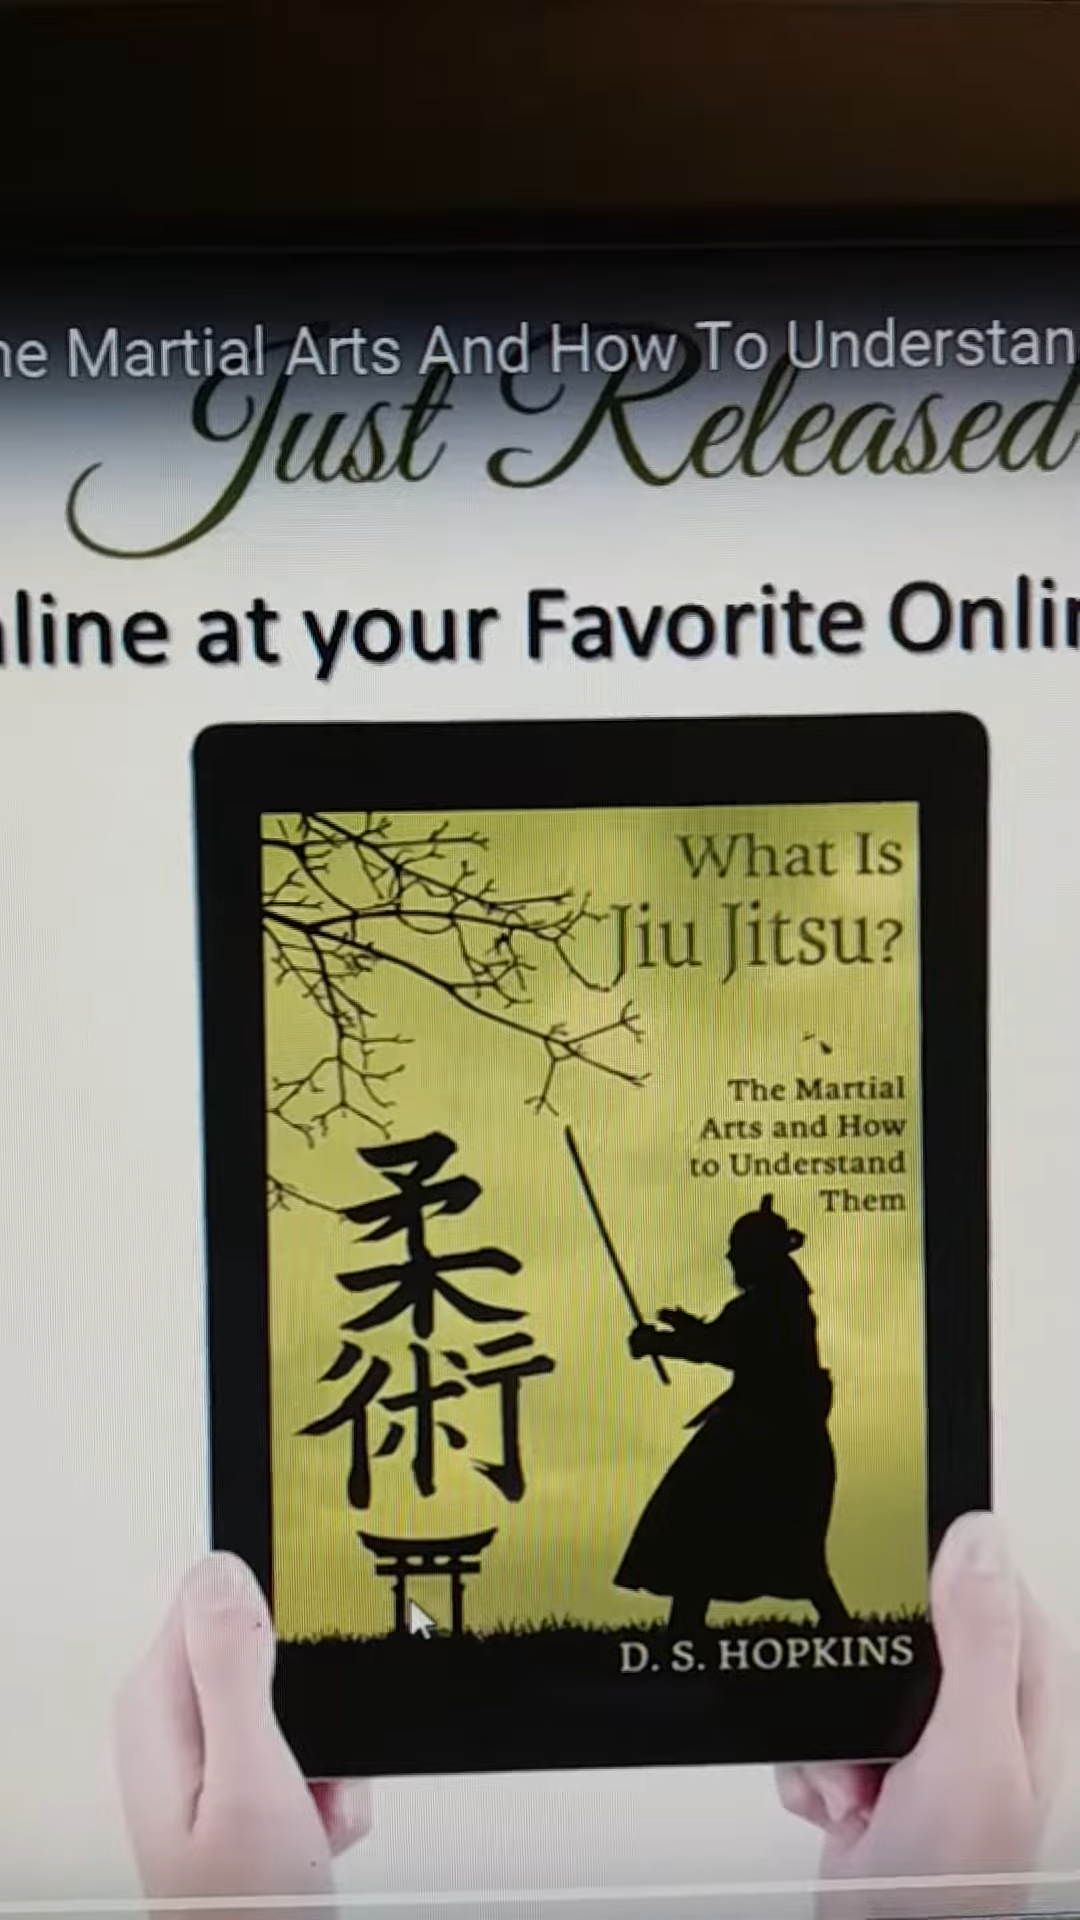 he Martial Arts And How To Understan
Just Released
line at your Favorite Onlin
What Is
Jiu Jitsu?
The Martial
Arts and How
to Understand
Them
柔
術
D. S. HOPKINS